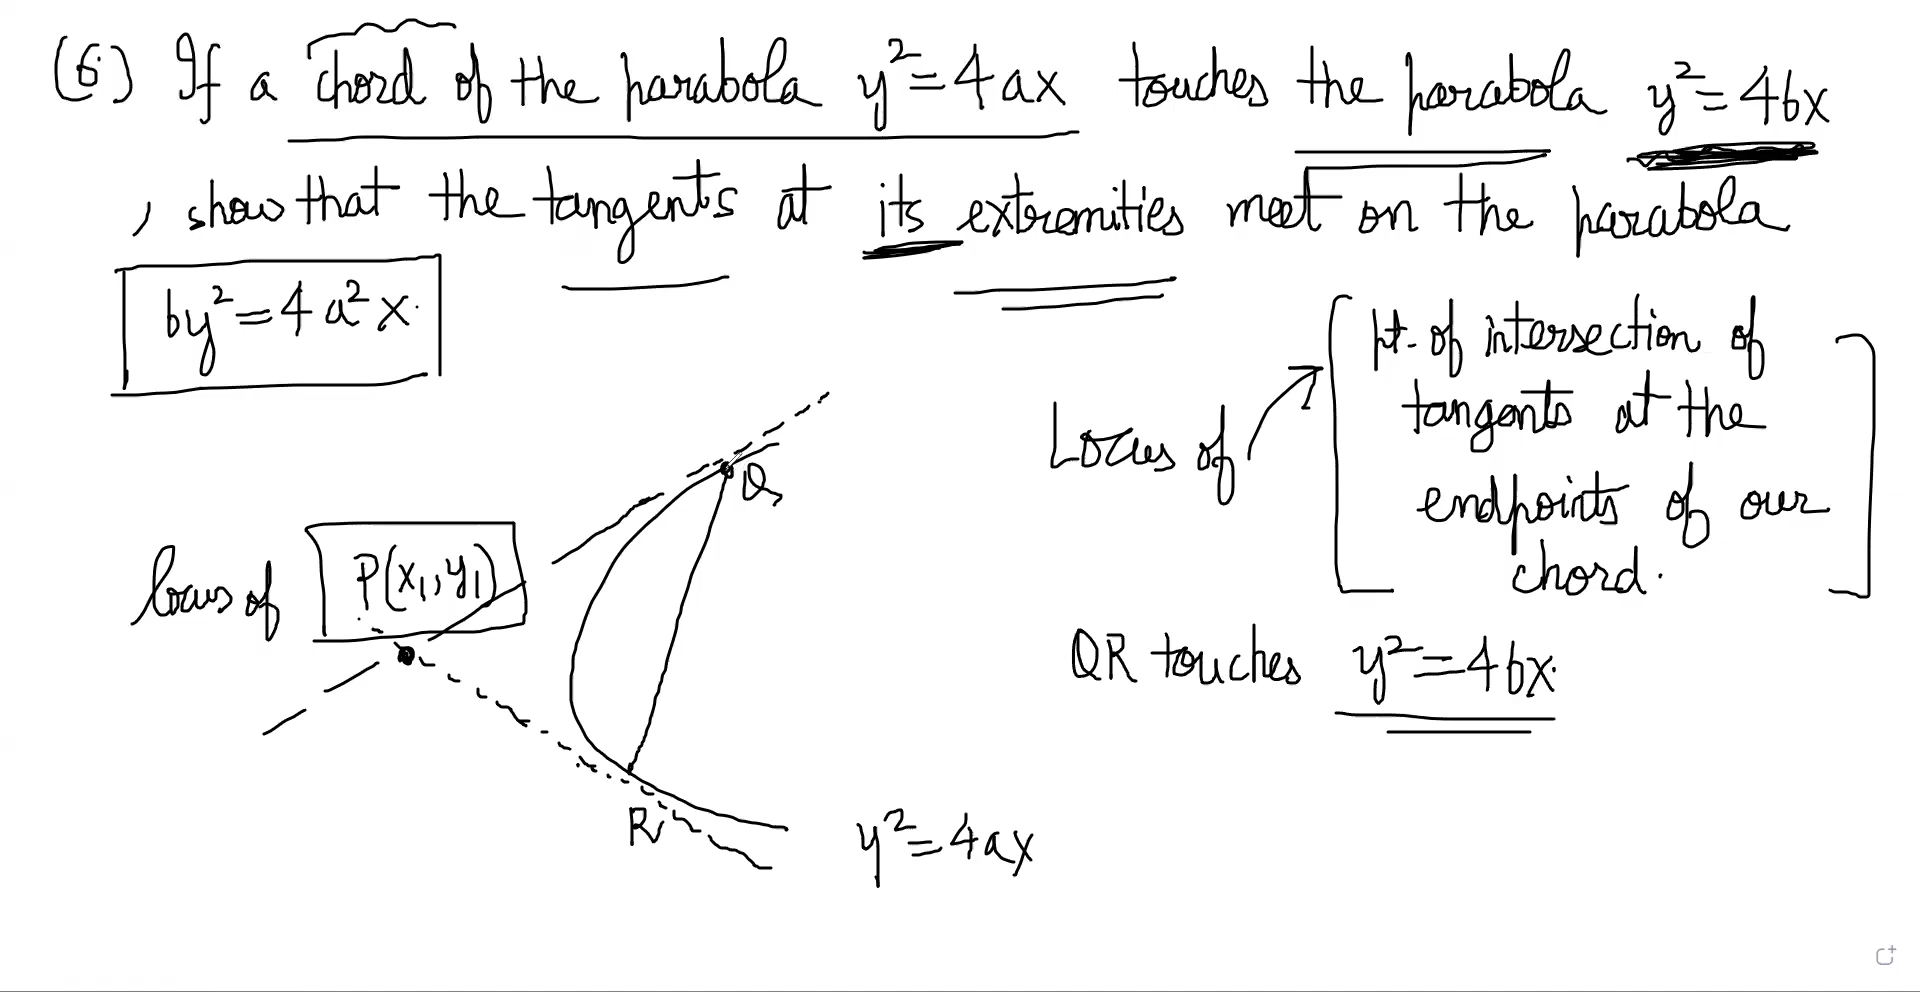 (6.) If a chord of the parabola y² = 4ax touches the parabola y² = 4bx
, show that the tangents at its extremities meet on the parabola
by² = 4a²x.
Locus of
pt. of intersection of
tangents at the
endpoints of our
chord.
Q
locus of P(x₁, y₁)
QR touches y² = 4bx.
R
y² = 4ax